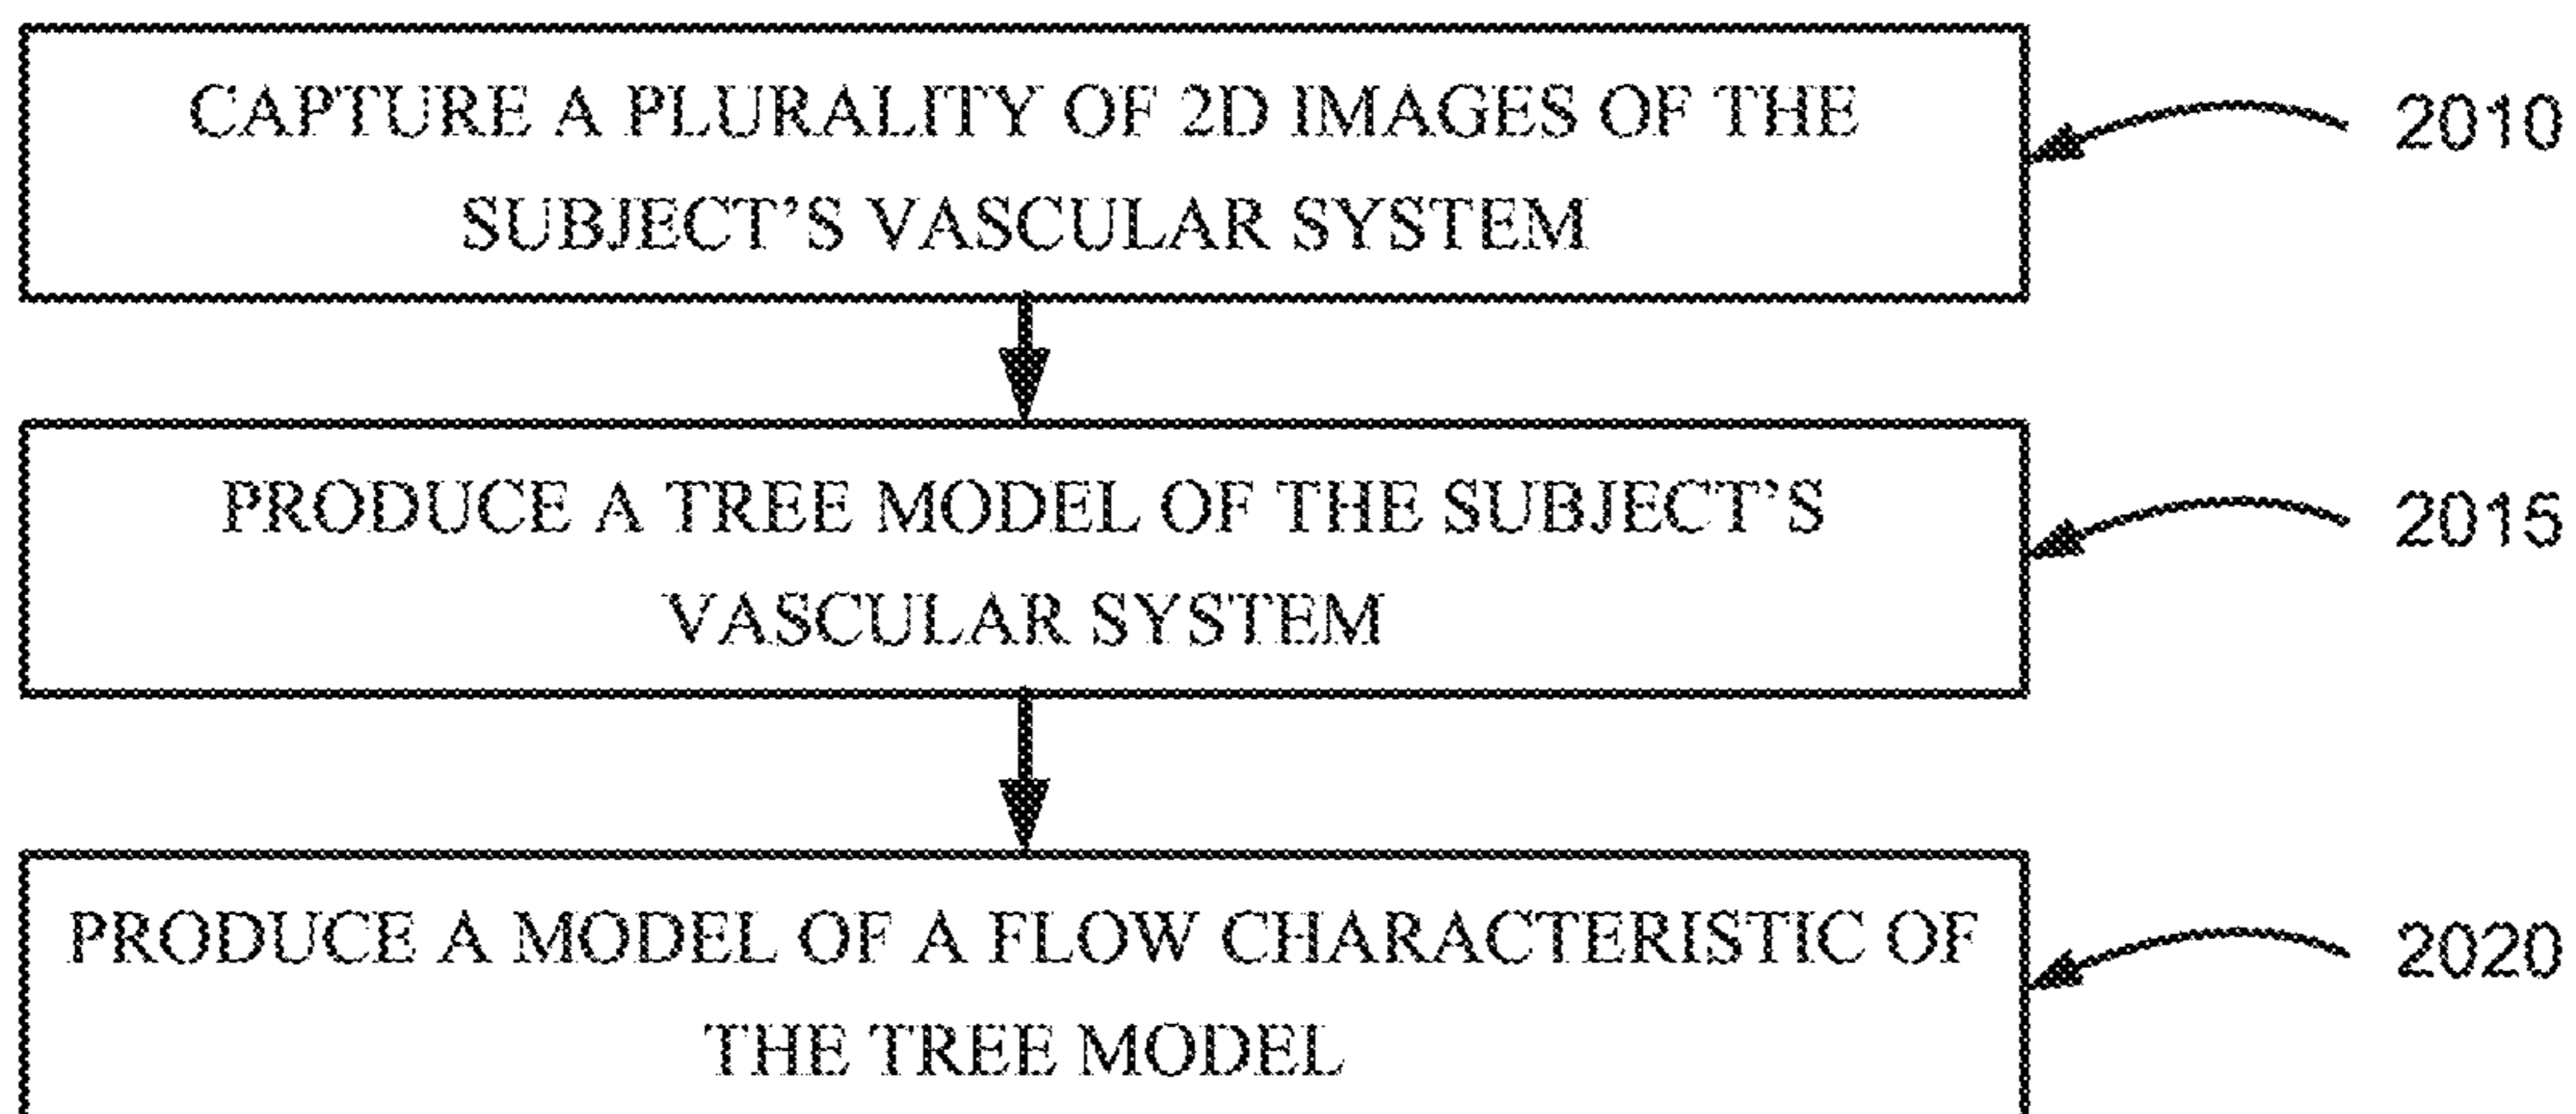 CAPTURE A PLURALITY OF 2D IMAGES OF THE
SUBJECT'S VASCULAR SYSTEM
2010
PRODUCE A TREE MODEL OF THE SUBJECT'S
VASCULAR SYSTEM
2015
PRODUCE A MODEL OF A FLOW CHARACTERISTIC OF
THE TREE MODEL
2020